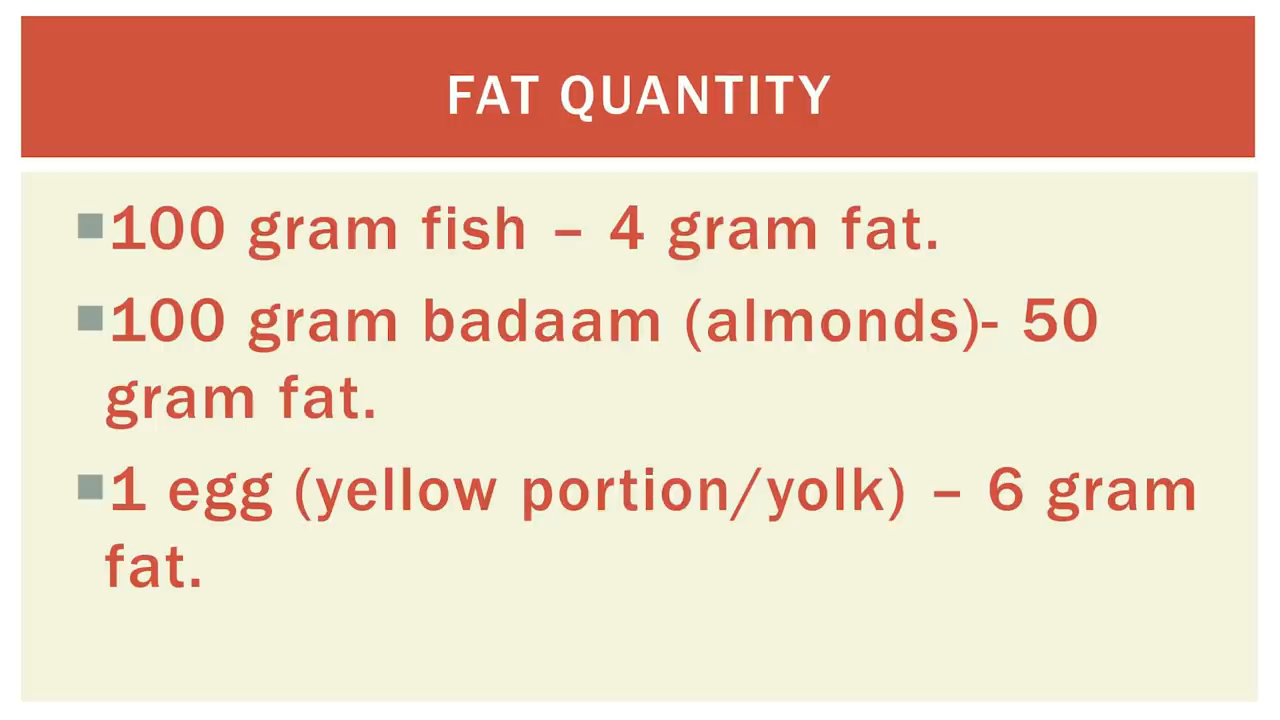 FAT QUANTITY
100 gram fish – 4 gram fat.
100 gram badaam (almonds)- 50
gram fat.
1 egg (yellow portion/yolk) – 6 gram
fat.